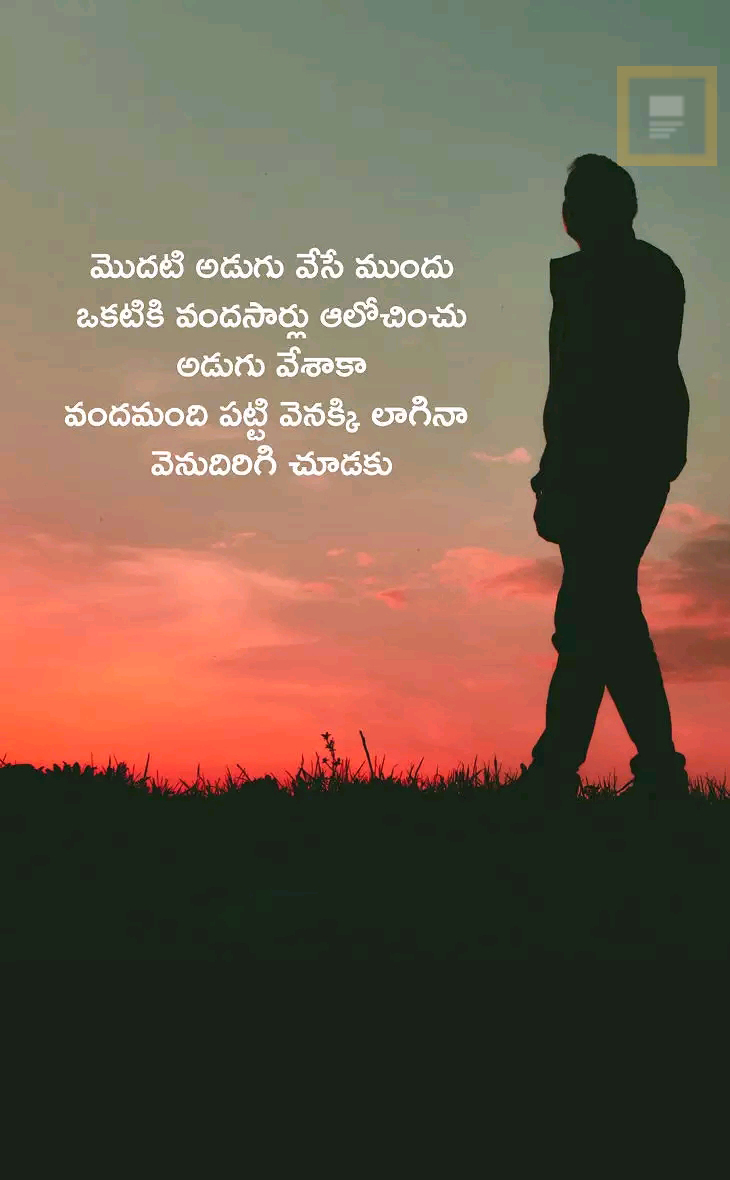 మొదటి అడుగు వేసే ముందు
ఒకటికి వందసార్లు ఆలోచించు
అడుగు వేశాకా
వందమంది పట్టి వెనక్కి లాగినా
వెనుదిరిగి చూడకు